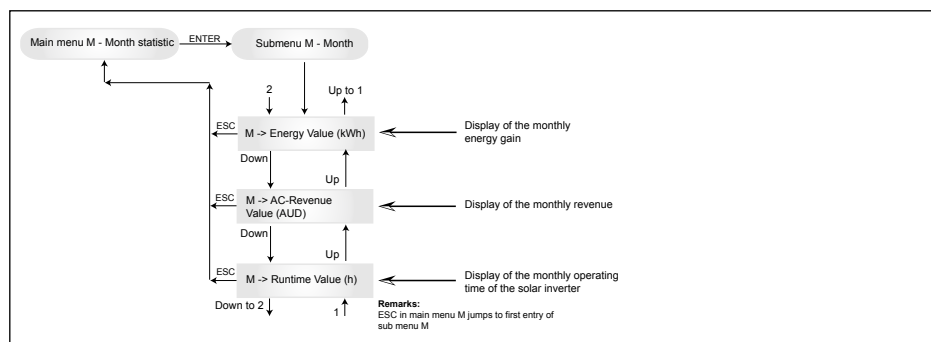 Main menu M - Month statistic
ENTER
Submenu M - Month
2
Up to 1
ESC
M -> Energy Value (kWh)
Display of the monthly
energy gain
Down
Up
ESC
M -> AC-Revenue
Value (AUD)
Display of the monthly revenue
Down
Up
ESC
M -> Runtime Value (h)
Display of the monthly operating
time of the solar inverter
Down to 2
1
Remarks:
ESC in main menu M jumps to first entry of
sub menu M